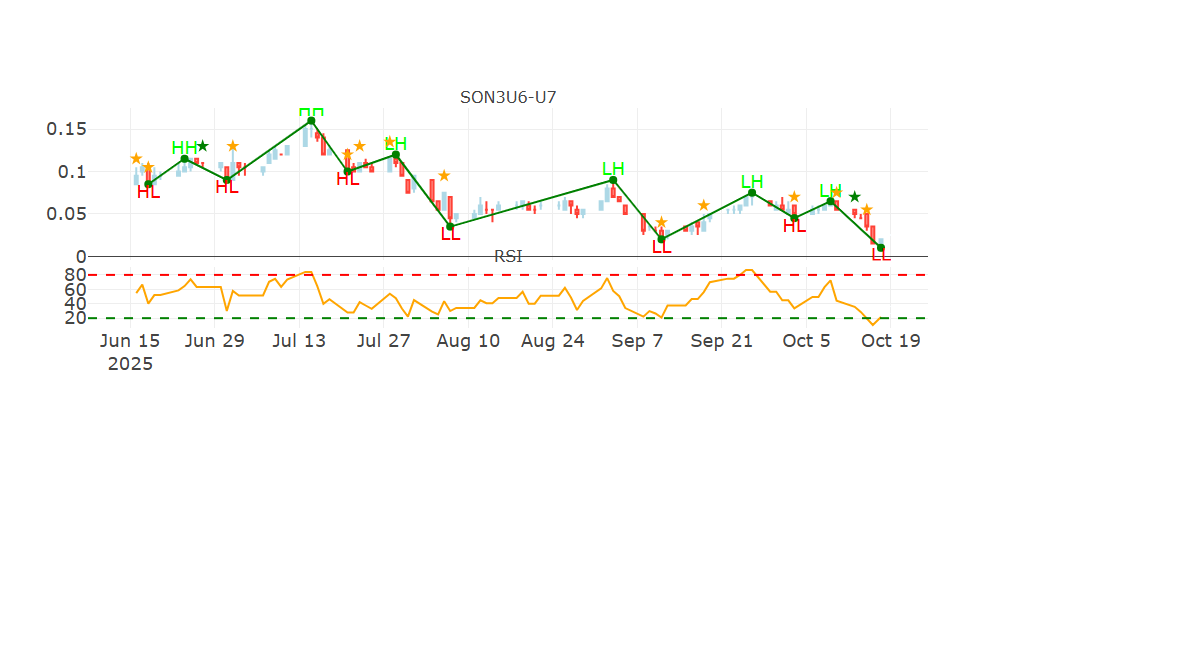 SON3U6-U7
HH
0.15
HH
LH
LH
0.1
LH
LH
HL
HL
HL
0.05
HL
LL
LL
LL
0
RSI
80
60
40
20
Jun 15 Jun 29 Jul 13 Jul 27 Aug 10 Aug 24 Sep 7 Sep 21 Oct 5 Oct 19
2025